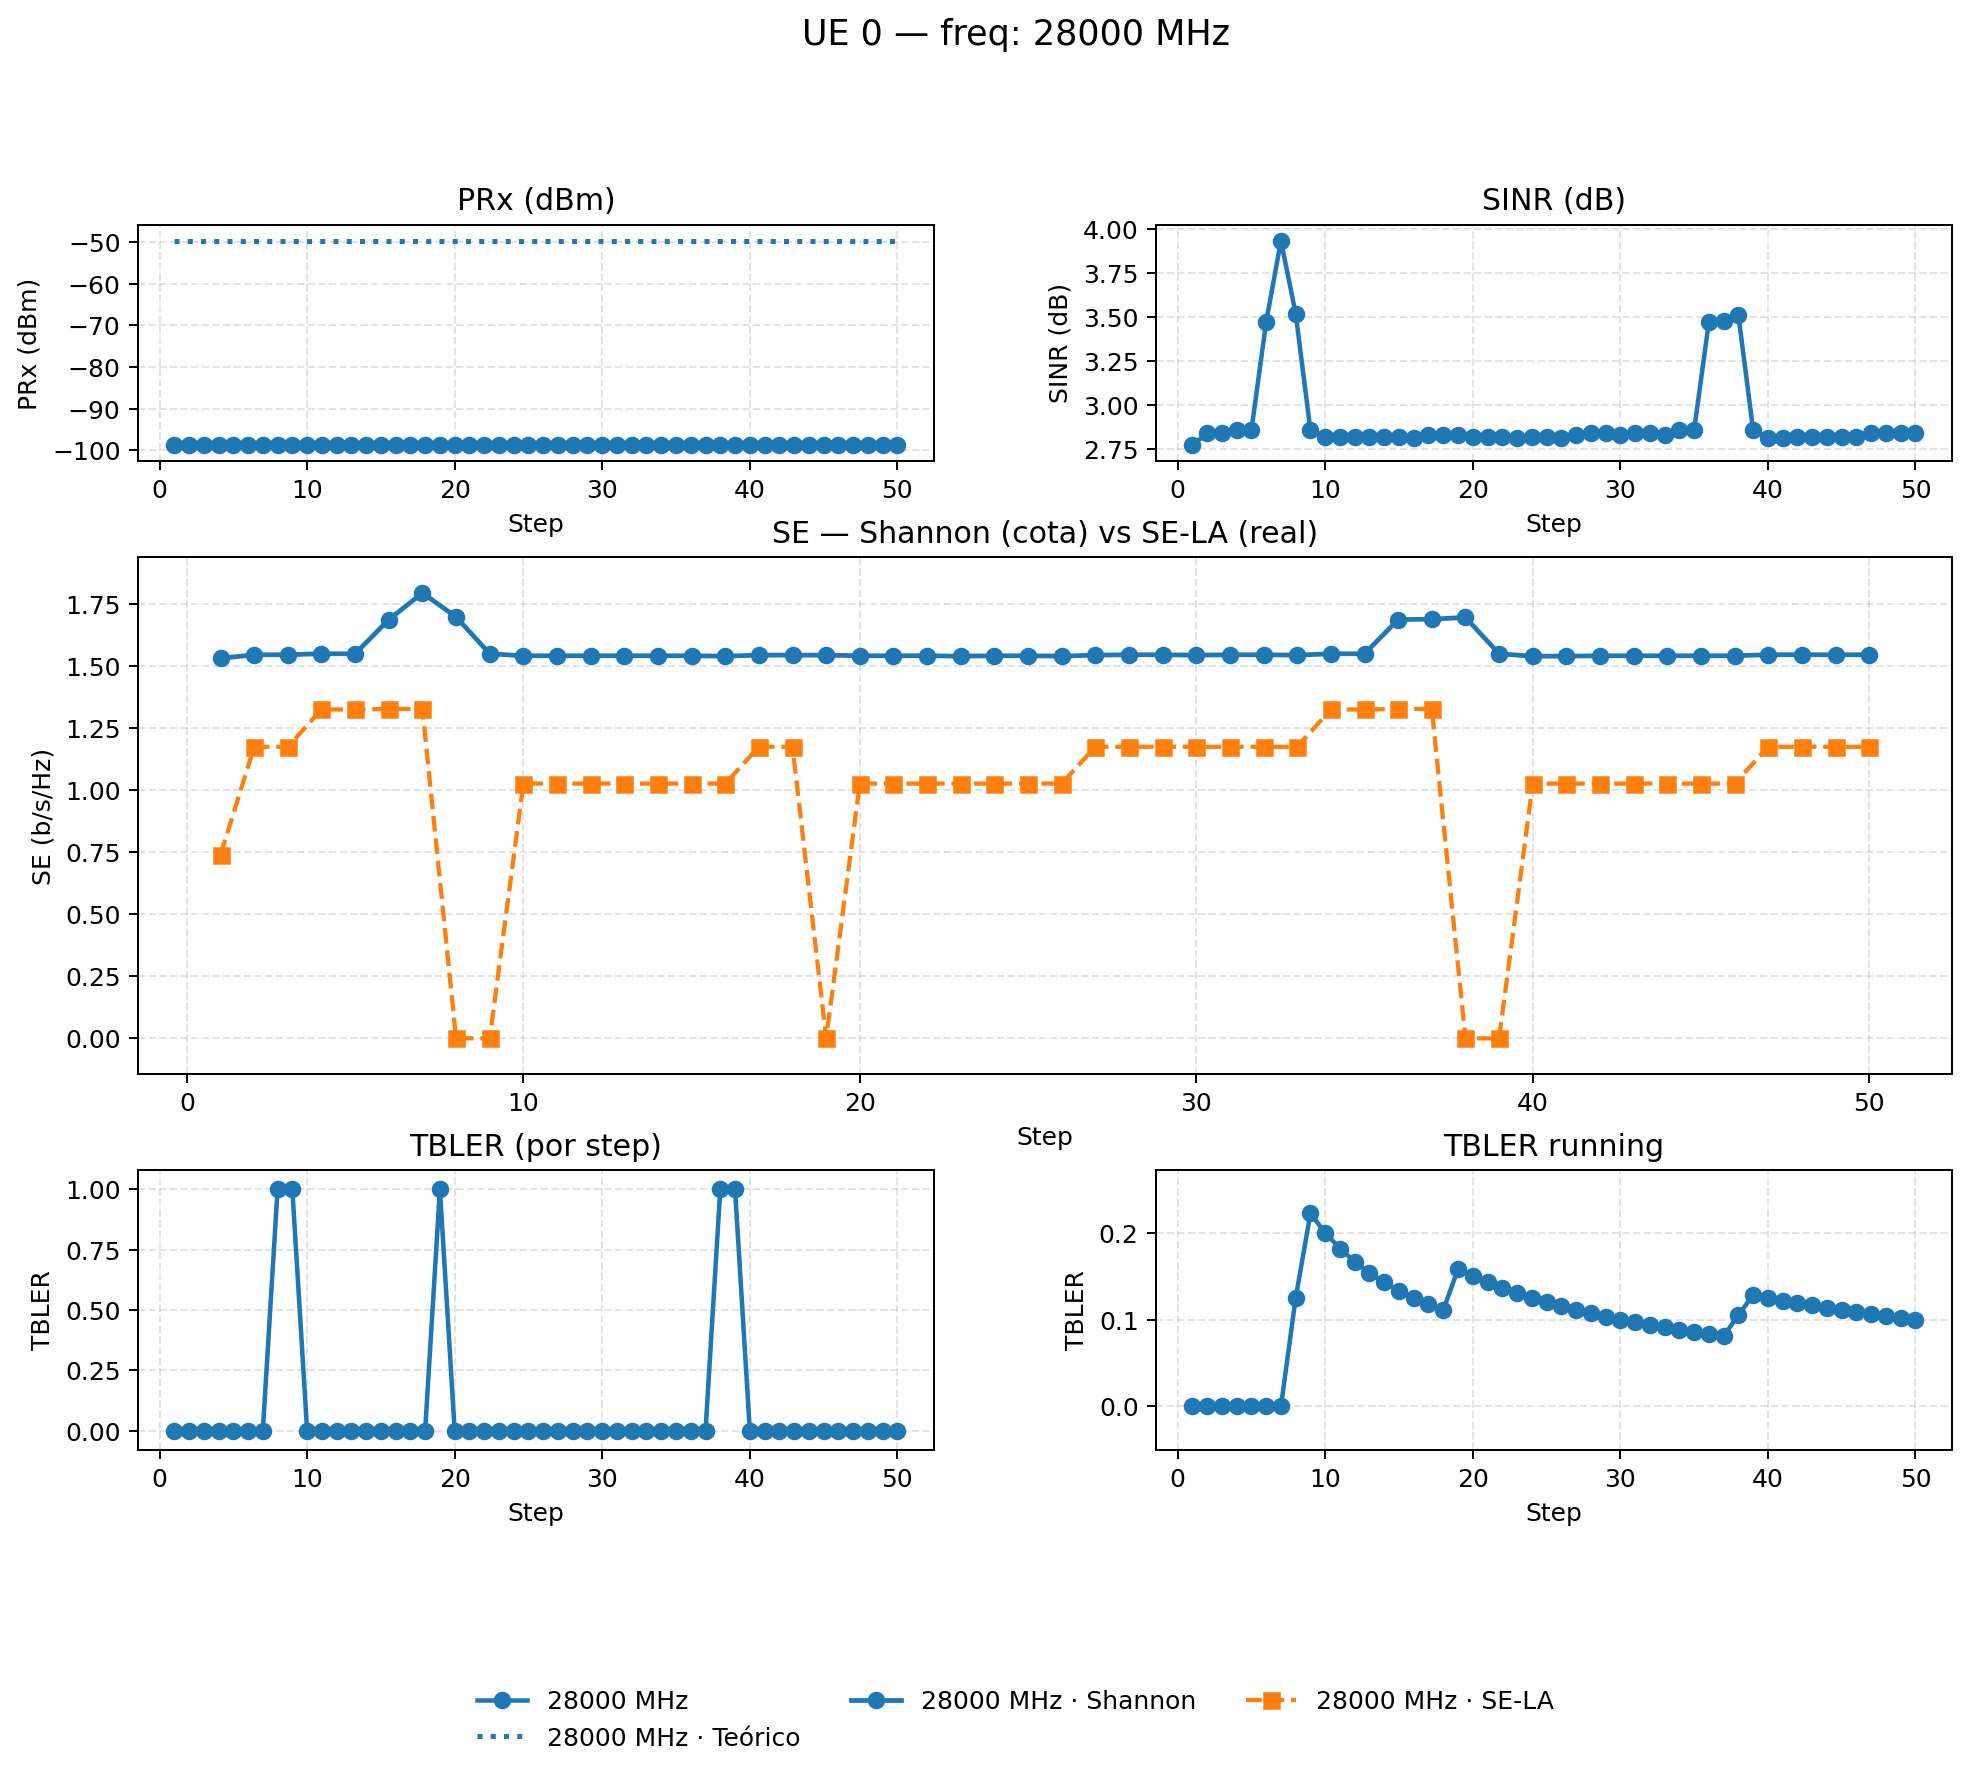 UE 0 — freq: 28000 MHz
PRx (dBm)
PRx (dBm)
−50
−60
−70
−80
−90
−100
0 10 20 30 40 50
Step
SINR (dB)
SINR (dB)
4.00
3.75
3.50
3.25
3.00
2.75
0 10 20 30 40 50
Step
SE — Shannon (cota) vs SE-LA (real)
SE (b/s/Hz)
1.75
1.50
1.25
1.00
0.75
0.50
0.25
0.00
0 10 20 30 40 50
Step
TBLER (por step)
TBLER
1.00
0.75
0.50
0.25
0.00
0 10 20 30 40 50
Step
TBLER running
TBLER
0.2
0.1
0.0
0 10 20 30 40 50
Step
28000 MHz
28000 MHz · Teórico
28000 MHz · Shannon
28000 MHz · SE-LA